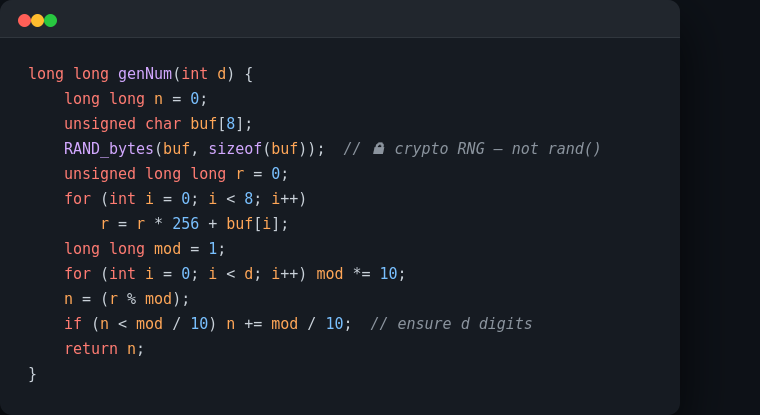 long long genNum(int d) {
    long long n = 0;
    unsigned char buf[8];
    RAND_bytes(buf, sizeof(buf));  // 🔒 crypto RNG — not rand()
    unsigned long long r = 0;
    for (int i = 0; i < 8; i++)
        r = r * 256 + buf[i];
    long long mod = 1;
    for (int i = 0; i < d; i++) mod *= 10;
    n = (r % mod);
    if (n < mod / 10) n += mod / 10;  // ensure d digits
    return n;
}